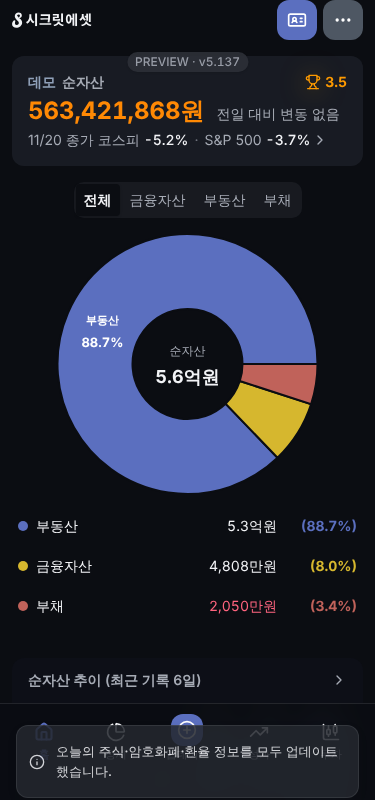 시크릿에셋
PREVIEW · v5.137
데모 순자산
3.5
563,421,868원 전일 대비 변동 없음
11/20 종가 코스피 -5.2% · S&P 500 -3.7%
전체 금융자산 부동산 부채
부동산
88.7%
순자산
5.6억원
부동산 5.3억원 (88.7%)
금융자산 4,808만원 (8.0%)
부채 2,050만원 (3.4%)
순자산 추이 (최근 기록 6일)
오늘의 주식·암호화폐·환율 정보를 모두 업데이트
했습니다.